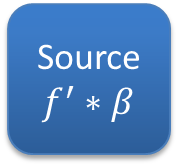 Source
f′ ∗ β